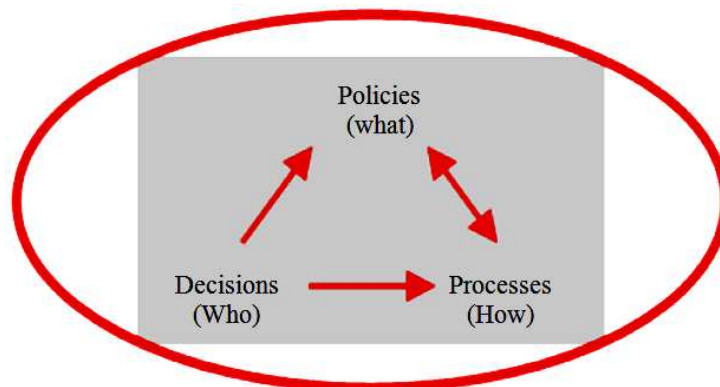 Policies
(what)
Decisions
(Who)
Processes
(How)